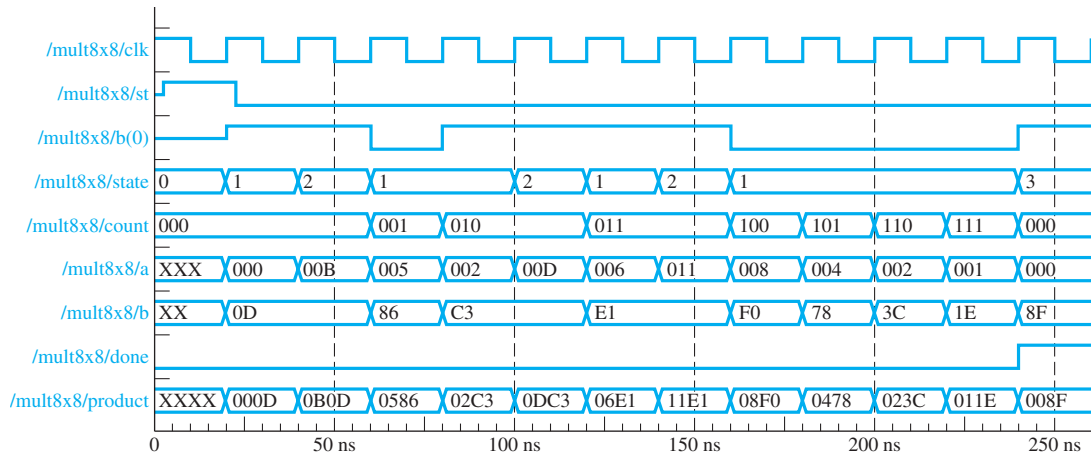 /mult8x8/clk
/mult8x8/st
/mult8x8/b(0)
/mult8x8/state 0 1 2 1 2 1 2 1 3
/mult8x8/count 000 001 010 011 100 101 110 111 000
/mult8x8/a XXX 000 00B 005 002 00D 006 011 008 004 002 001 000
/mult8x8/b XX 0D 86 C3 E1 F0 78 3C 1E 8F
/mult8x8/done
/mult8x8/product XXXX 000D 0B0D 0586 02C3 0DC3 06E1 11E1 08F0 0478 023C 011E 008F
0 50 ns 100 ns 150 ns 200 ns 250 ns